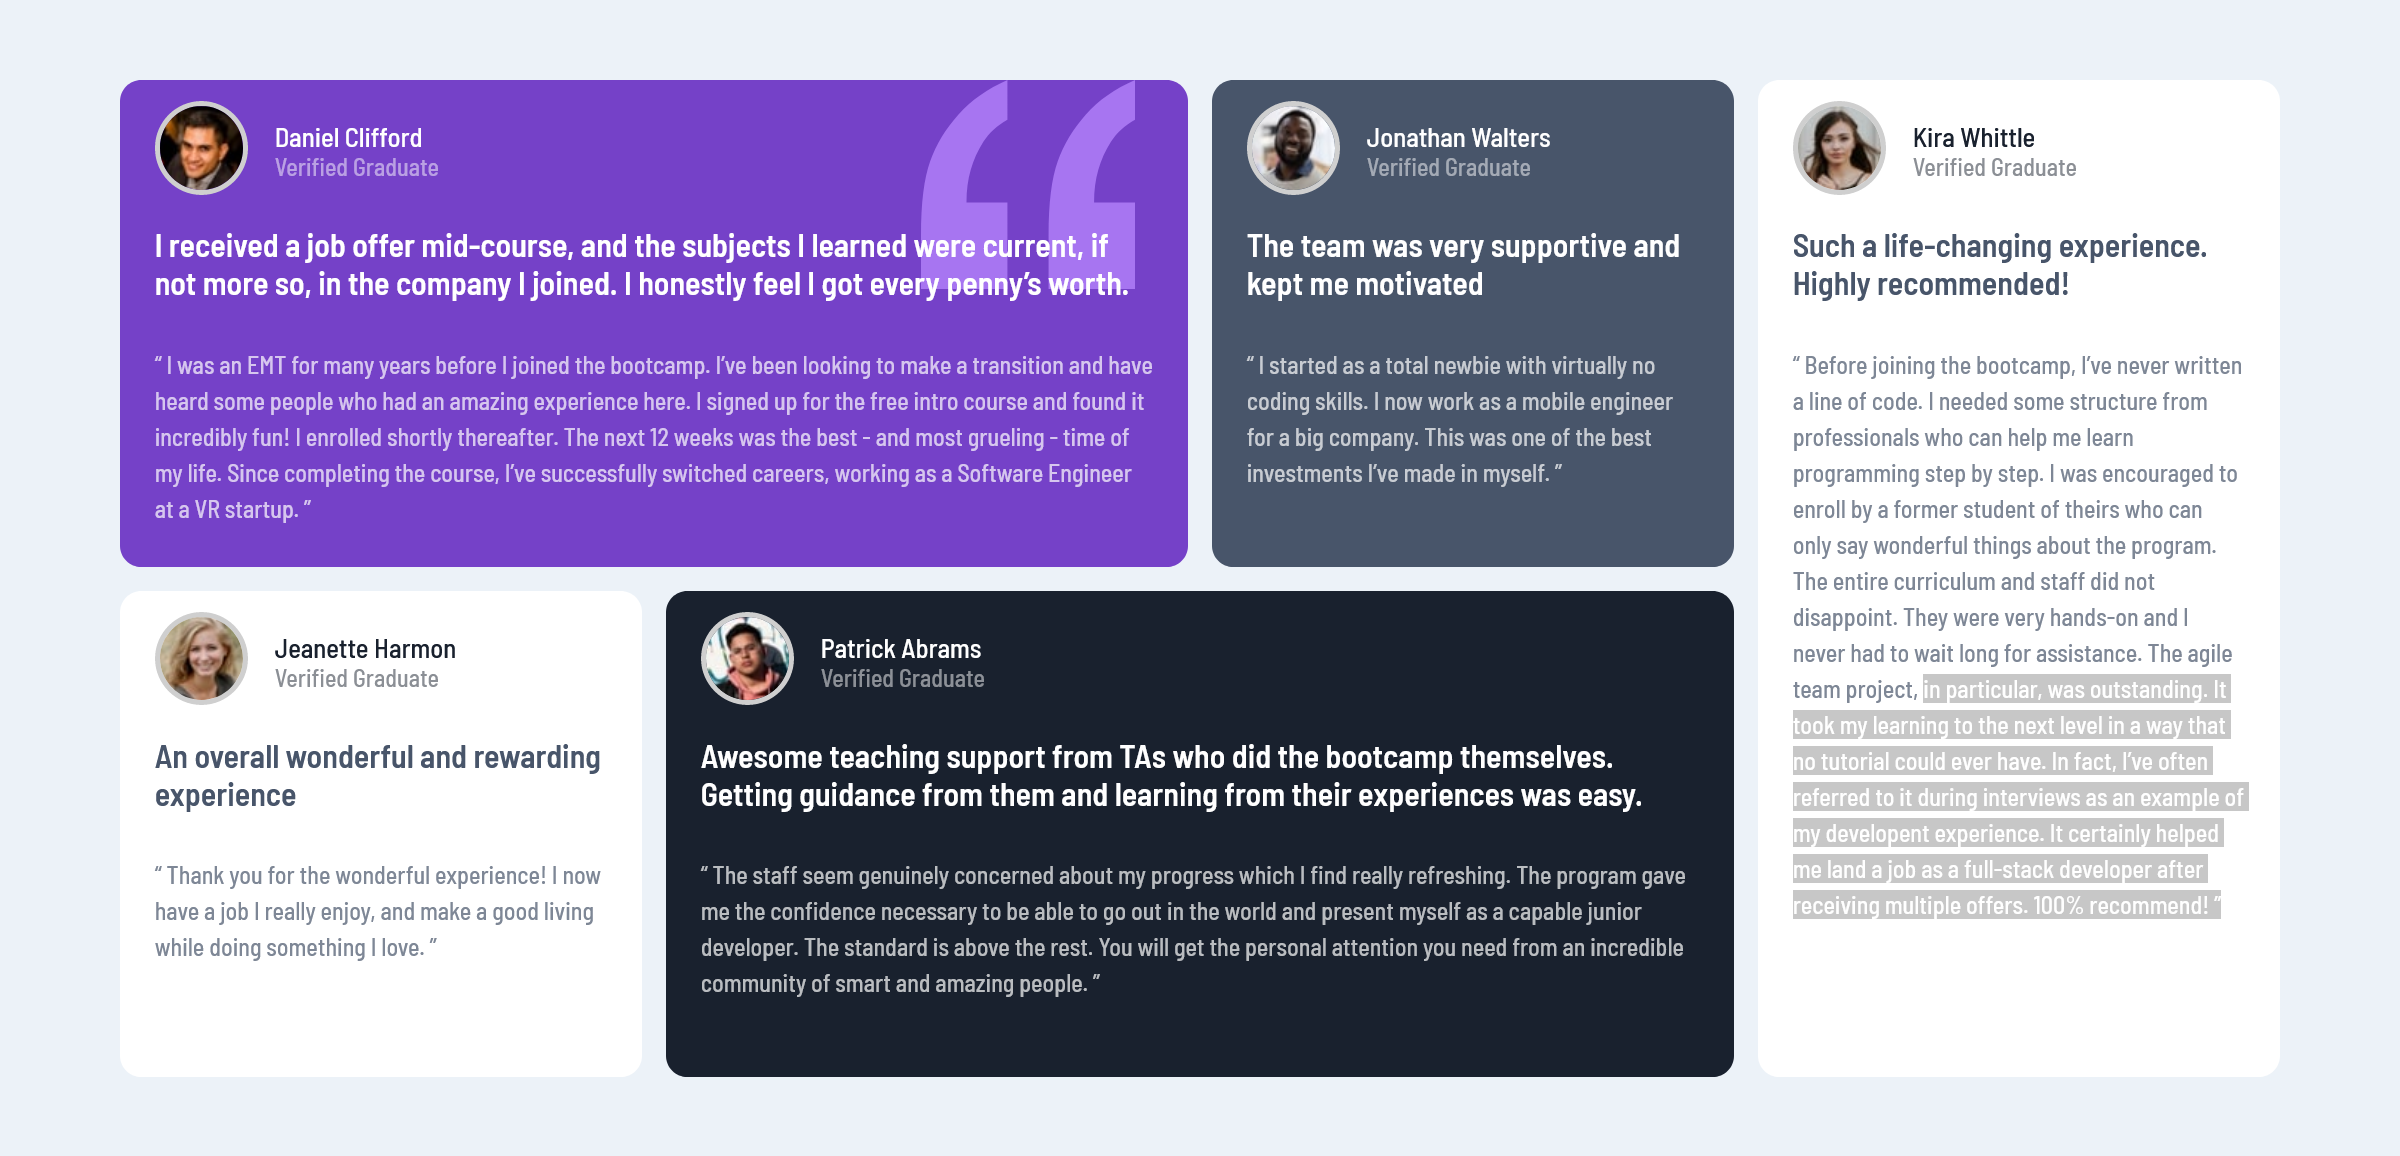 Daniel Clifford
Verified Graduate
I received a job offer mid-course, and the subjects I learned were current, if
not more so, in the company I joined. I honestly feel I got every penny’s worth.
“ I was an EMT for many years before I joined the bootcamp. I’ve been looking to make a transition and have
heard some people who had an amazing experience here. I signed up for the free intro course and found it
incredibly fun! I enrolled shortly thereafter. The next 12 weeks was the best - and most grueling - time of
my life. Since completing the course, I’ve successfully switched careers, working as a Software Engineer
at a VR startup. ”
Jonathan Walters
Verified Graduate
The team was very supportive and
kept me motivated
“ I started as a total newbie with virtually no
coding skills. I now work as a mobile engineer
for a big company. This was one of the best
investments I’ve made in myself. ”
Kira Whittle
Verified Graduate
Such a life-changing experience.
Highly recommended!
“ Before joining the bootcamp, I’ve never written
a line of code. I needed some structure from
professionals who can help me learn
programming step by step. I was encouraged to
enroll by a former student of theirs who can
only say wonderful things about the program.
The entire curriculum and staff did not
disappoint. They were very hands-on and I
never had to wait long for assistance. The agile
team project, in particular, was outstanding. It
took my learning to the next level in a way that
no tutorial could ever have. In fact, I’ve often
referred to it during interviews as an example of
my developent experience. It certainly helped
me land a job as a full-stack developer after
receiving multiple offers. 100% recommend! ”
Jeanette Harmon
Verified Graduate
An overall wonderful and rewarding
experience
“ Thank you for the wonderful experience! I now
have a job I really enjoy, and make a good living
while doing something I love. ”
Patrick Abrams
Verified Graduate
Awesome teaching support from TAs who did the bootcamp themselves.
Getting guidance from them and learning from their experiences was easy.
“ The staff seem genuinely concerned about my progress which I find really refreshing. The program gave
me the confidence necessary to be able to go out in the world and present myself as a capable junior
developer. The standard is above the rest. You will get the personal attention you need from an incredible
community of smart and amazing people. ”